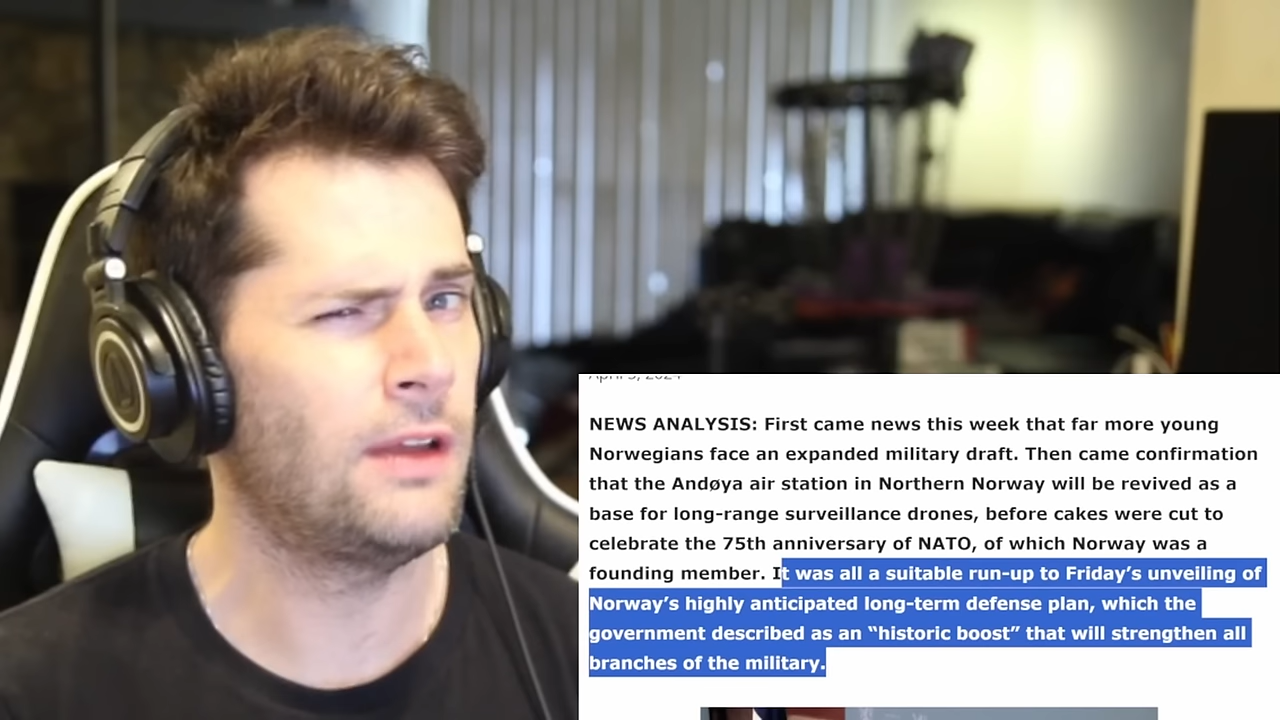 April 5, 2024
NEWS ANALYSIS: First came news this week that far more young
Norwegians face an expanded military draft. Then came confirmation
that the Andøya air station in Northern Norway will be revived as a
base for long-range surveillance drones, before cakes were cut to
celebrate the 75th anniversary of NATO, of which Norway was a
founding member. It was all a suitable run-up to Friday’s unveiling of
Norway’s highly anticipated long-term defense plan, which the
government described as an “historic boost” that will strengthen all
branches of the military.